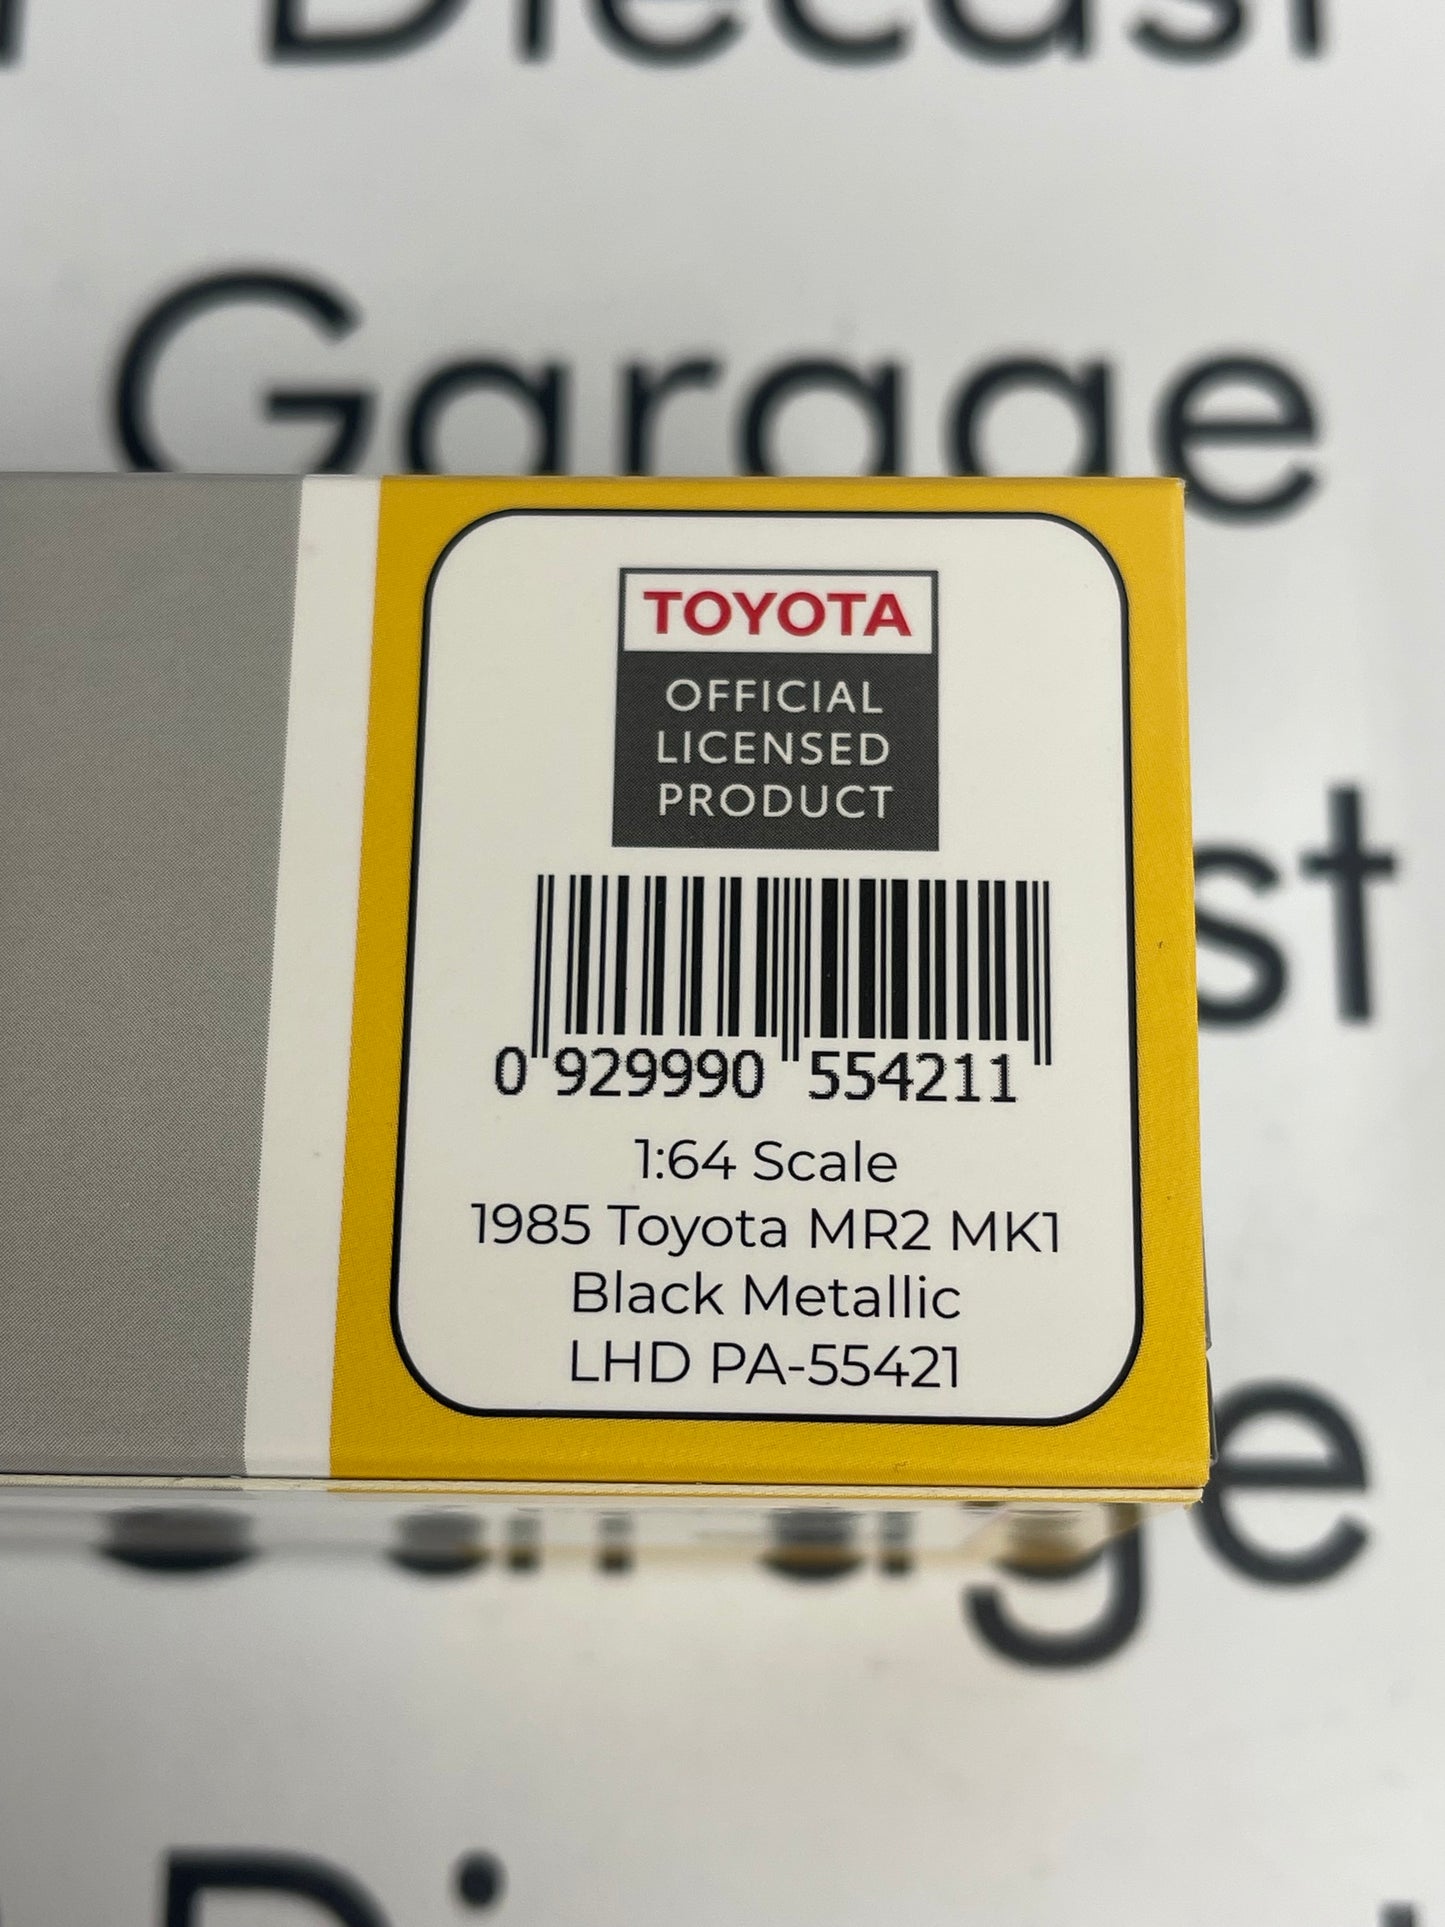 Diecast
Garage
TOYOTA
OFFICIAL
LICENSED
PRODUCT
0 929990 554211
1:64 Scale
1985 Toyota MR2 MK1
Black Metallic
LHD PA-55421